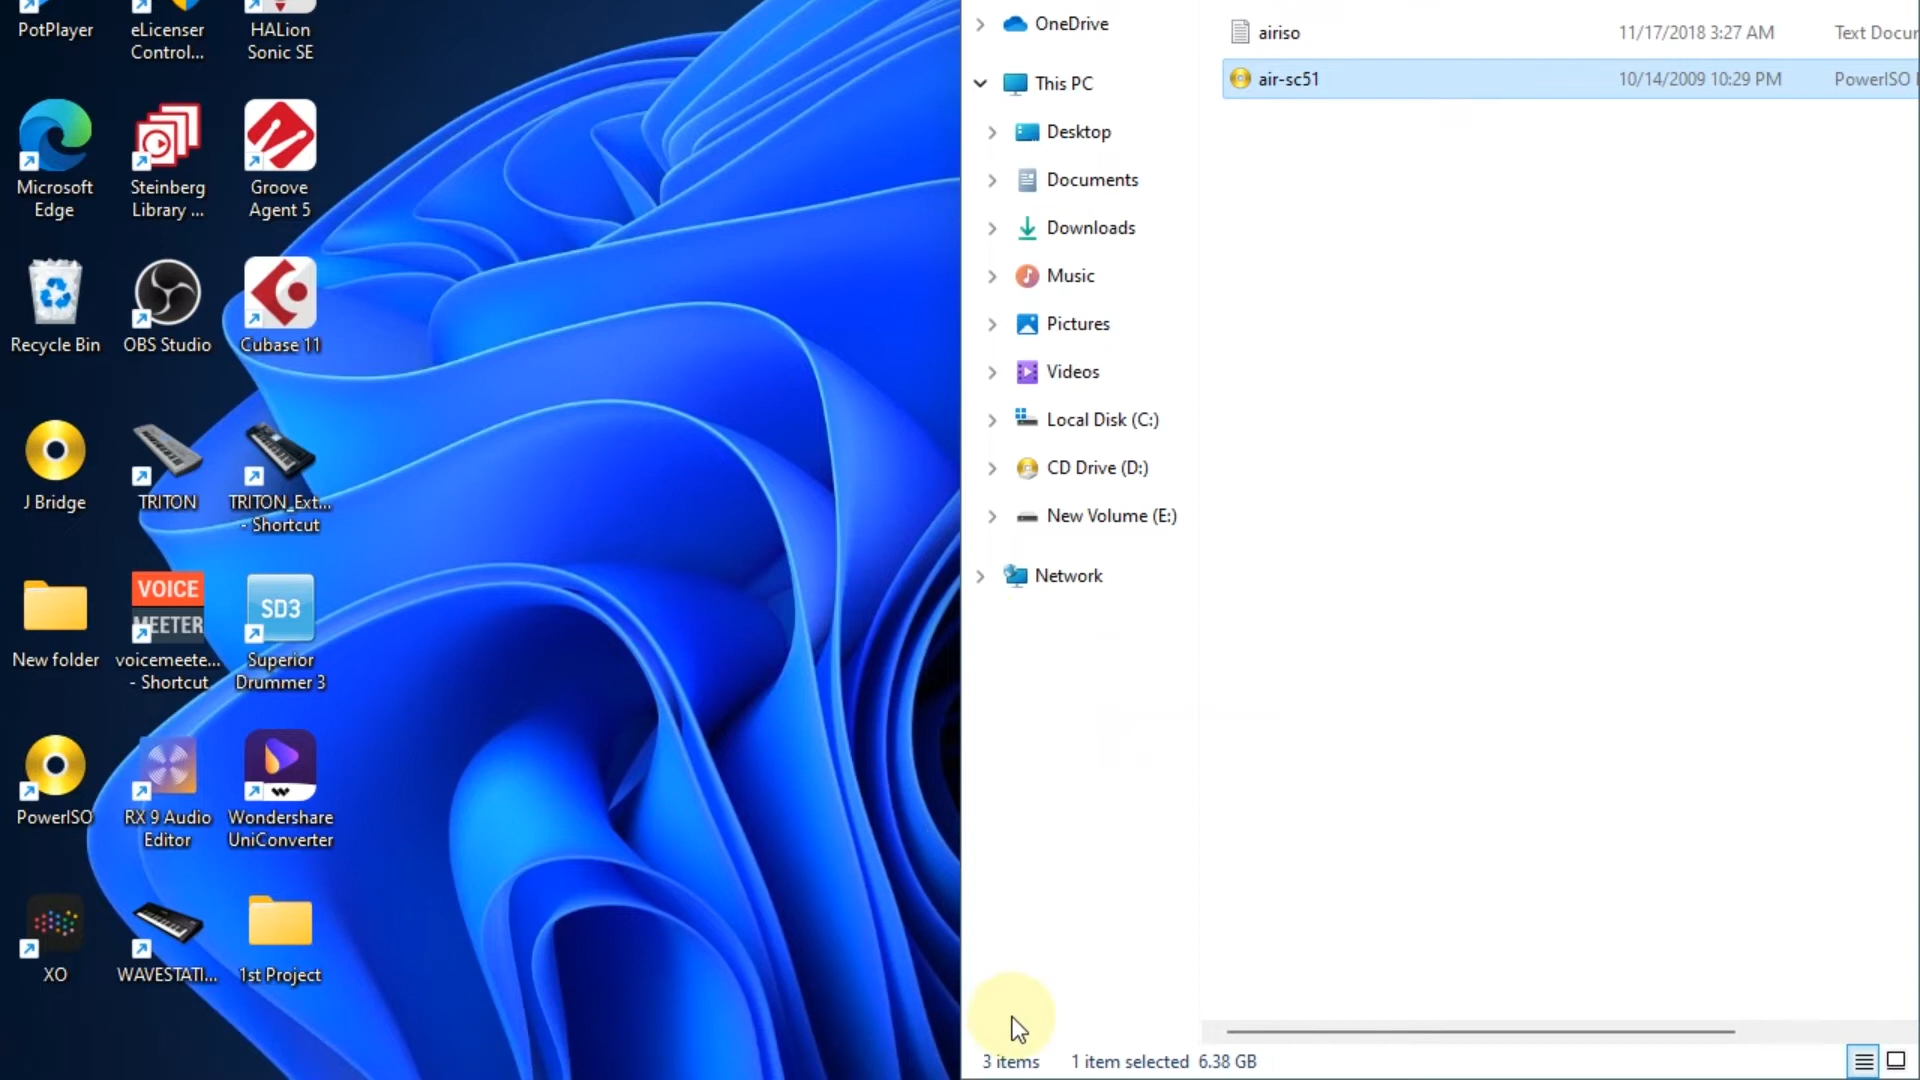 PotPlayer
eLicenser
Control...
HALion
Sonic SE
Microsoft
Edge
Steinberg
Library ...
Groove
Agent 5
Recycle Bin
OBS Studio
Cubase 11
J Bridge
TRITON
TRITON_Ext...
- Shortcut
New folder
VOICE
MEETER
voicemeete...
- Shortcut
SD3
Superior
Drummer 3
PowerISO
RX 9 Audio
Editor
Wondershare
UniConverter
XO
WAVESTATI...
1st Project
OneDrive
This PC
Desktop
Documents
Downloads
Music
Pictures
Videos
Local Disk (C:)
CD Drive (D:)
New Volume (E:)
Network
airiso 11/17/2018 3:27 AM Text Docur
air-sc51 10/14/2009 10:29 PM PowerISO
3 items 1 item selected 6.38 GB